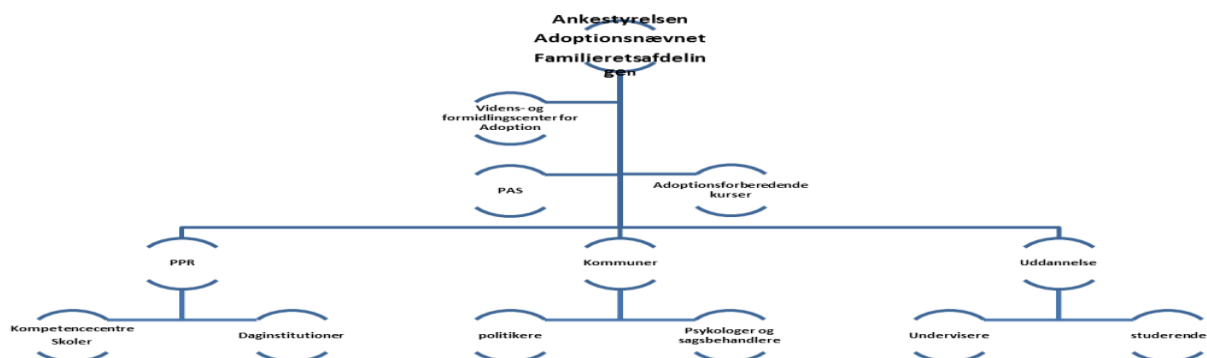 Ankestyrelsen
Adoptionsnævnet
Familieretsafdelin
gen
Videns- og
formidlingscenter for
Adoption
PAS
Adoptionsforberedende
kurser
PPR
Kommuner
Uddannelse
Kompetencecentre
Skoler
Daginstitutioner
politikere
Psykologer og
sagsbehandlere
Undervisere
studerende